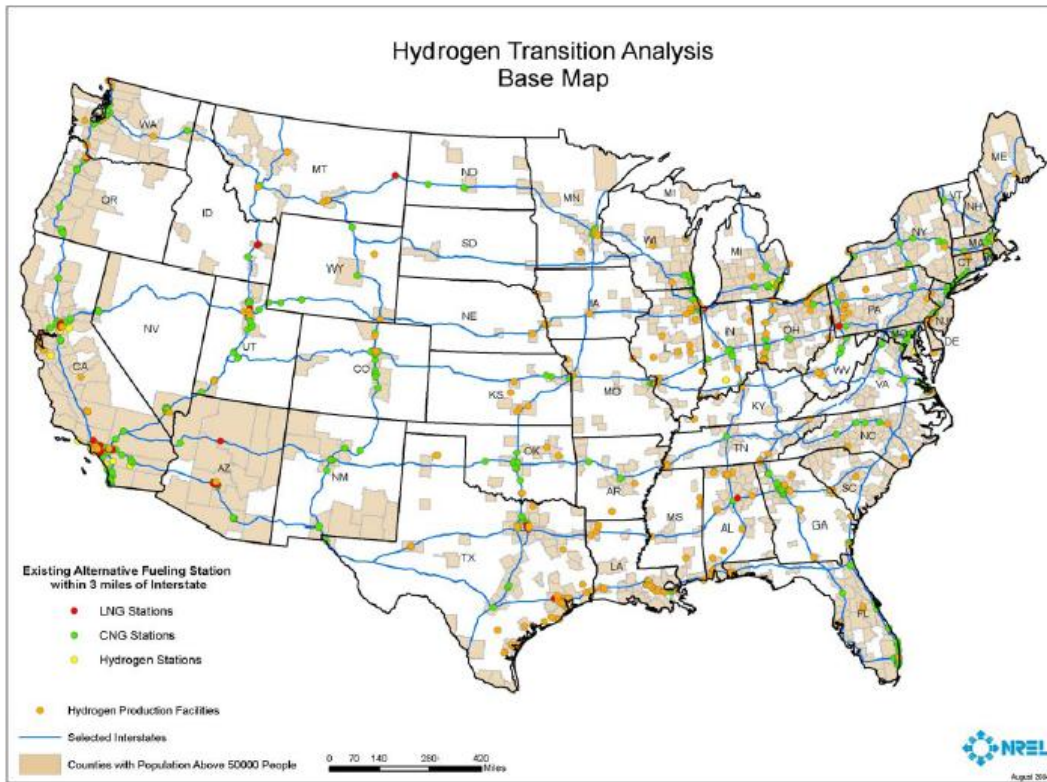 Hydrogen Transition Analysis
Base Map
WA
MT
ND
MN
MI
ME
VT
NH
OR
ID
SD
WI
MI
NY
MA
CT
WY
IA
PA
NJ
NV
NE
IN
OH
DE
UT
CO
WV
VA
CA
KS
MO
KY
NC
TN
AZ
NM
OK
AR
SC
MS
AL
GA
TX
LA
FL
Existing Alternative Fueling Station
within 3 miles of Interstate
LNG Stations
CNG Stations
Hydrogen Stations
Hydrogen Production Facilities
Selected Interstates
Counties with Population Above 50000 People
0 70 140 280 420
Miles
NREL
August